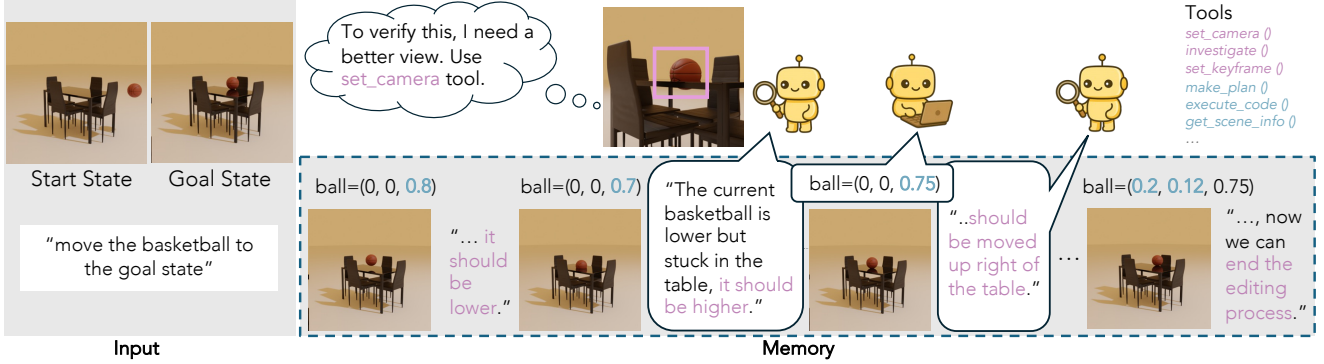 To verify this, I need a
better view. Use
set_camera tool.
Tools
set_camera ()
investigate ()
set_keyframe ()
make_plan ()
execute_code ()
get_scene_info ()
...
Start State
Goal State
"move the basketball to
the goal state"
Input
ball=(0, 0, 0.8)
"... it
should
be
lower."
ball=(0, 0, 0.7)
"The current
basketball is
lower but
stuck in the
table, it should
be higher."
ball=(0, 0, 0.75)
"..should
be moved
up right of
the table."
...
ball=(0.2, 0.12, 0.75)
"..., now
we can
end the
editing
process."
Memory